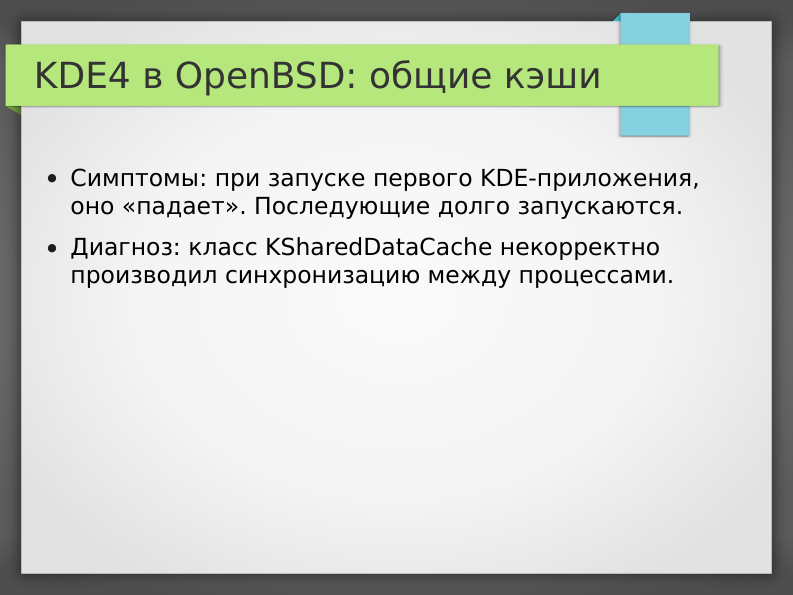 KDE4 в OpenBSD: общие кэши
• Симптомы: при запуске первого KDE-приложения,
оно «падает». Последующие долго запускаются.
• Диагноз: класс KSharedDataCache некорректно
производил синхронизацию между процессами.